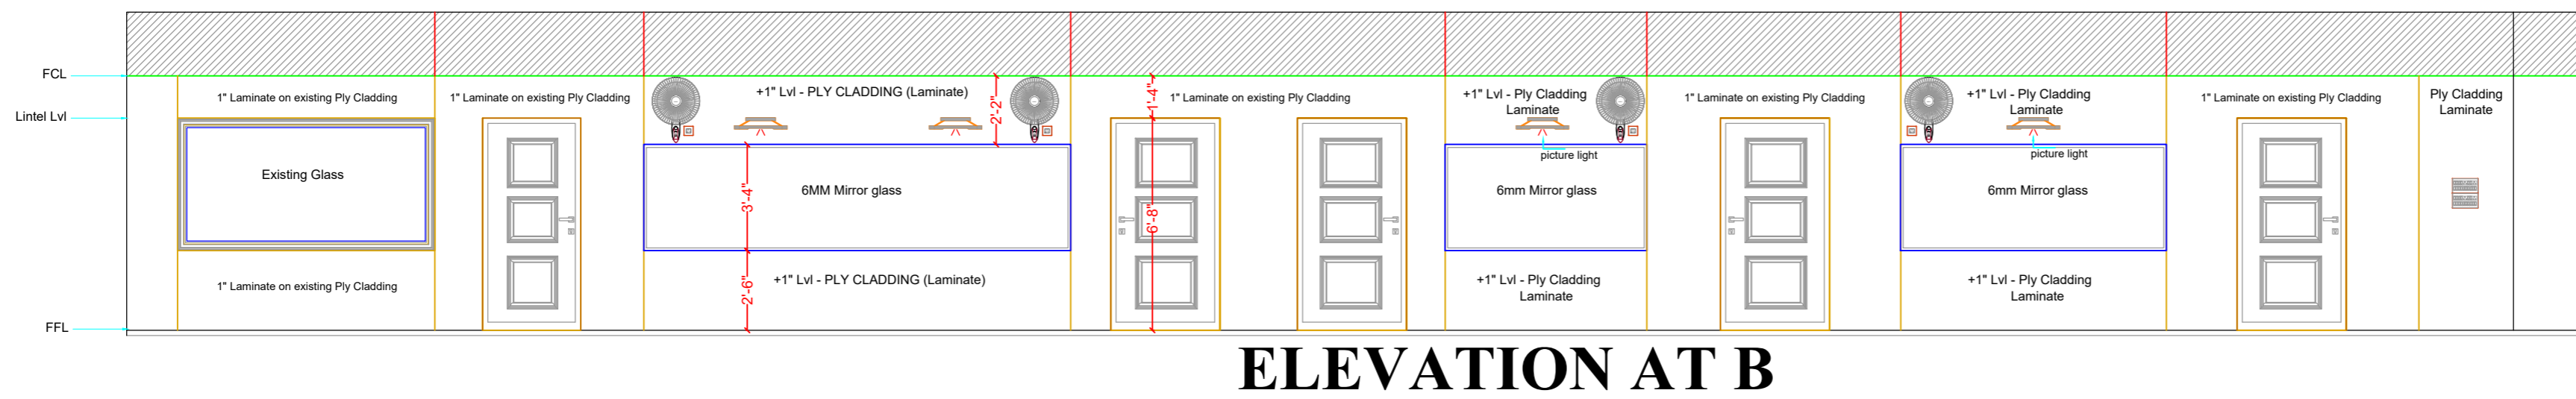 FCL
Lintel Lvl
FFL
1" Laminate on existing Ply Cladding
Existing Glass
1" Laminate on existing Ply Cladding
1" Laminate on existing Ply Cladding
+1" Lvl - PLY CLADDING (Laminate)
2'-2"
3'-4"
6MM Mirror glass
2'-6"
+1" Lvl - PLY CLADDING (Laminate)
1'-4"
6'-8"
1" Laminate on existing Ply Cladding
+1" Lvl - Ply Cladding
Laminate
picture light
6mm Mirror glass
+1" Lvl - Ply Cladding
Laminate
1" Laminate on existing Ply Cladding
+1" Lvl - Ply Cladding
Laminate
picture light
6mm Mirror glass
+1" Lvl - Ply Cladding
Laminate
1" Laminate on existing Ply Cladding
Ply Cladding
Laminate
ELEVATION AT B